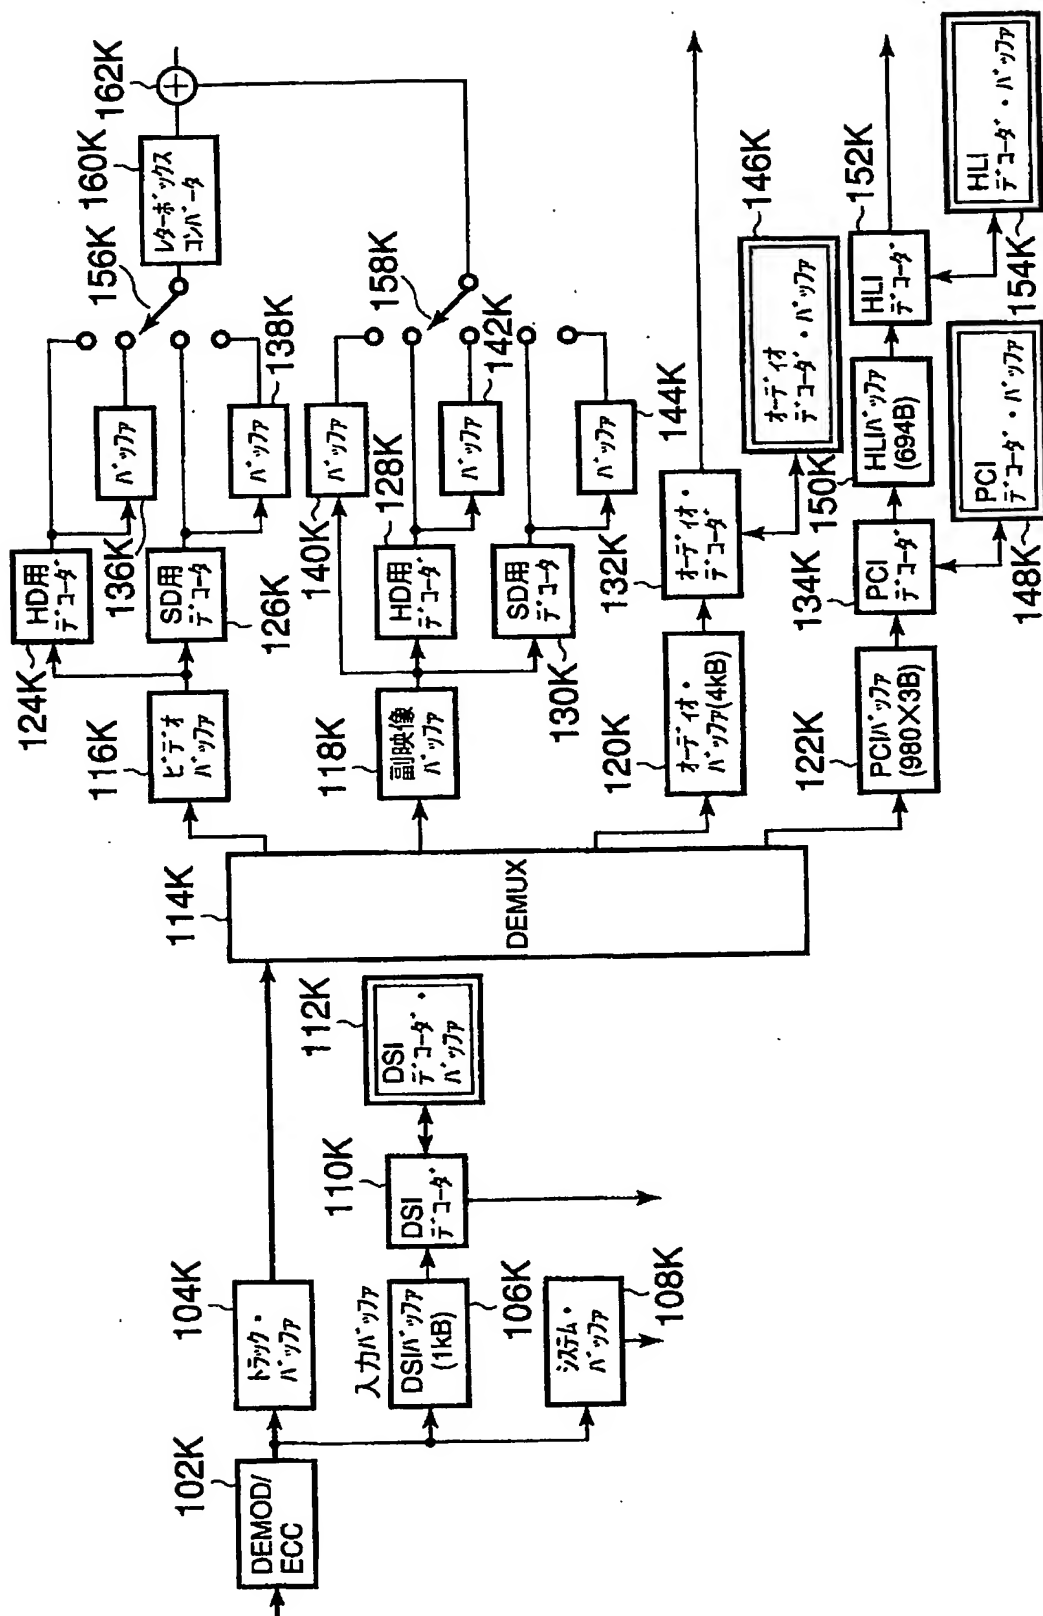 102K
DEMOD/
ECC
104K
トラック・
バッファ
入力バッファ
DSIバッファ
(1kB)
106K
システム・
バッファ
108K
110K
DSI
デコーダ
112K
DSI
デコーダ・
バッファ
114K
DEMUX
116K
ビデオ
バッファ
118K
副映像
バッファ
120K
オーディオ・
バッファ(4kB)
122K
PCIバッファ
(980×3B)
124K
HD用
デコーダ
136K
バッファ
SD用
デコーダ
126K
バッファ
138K
156K
160K
レターボックス
コンバータ
162K
140K
バッファ
128K
HD用
デコーダ
バッファ
142K
SD用
デコーダ
130K
バッファ
144K
158K
132K
オーディオ・
デコーダ
144K
オーディオ
デコーダ・バッファ
146K
134K
PCI
デコーダ
PCI
デコーダ・バッファ
148K
150K
HLIバッファ
(694B)
HLI
デコーダ
152K
HLI
デコーダ・バッファ
154K